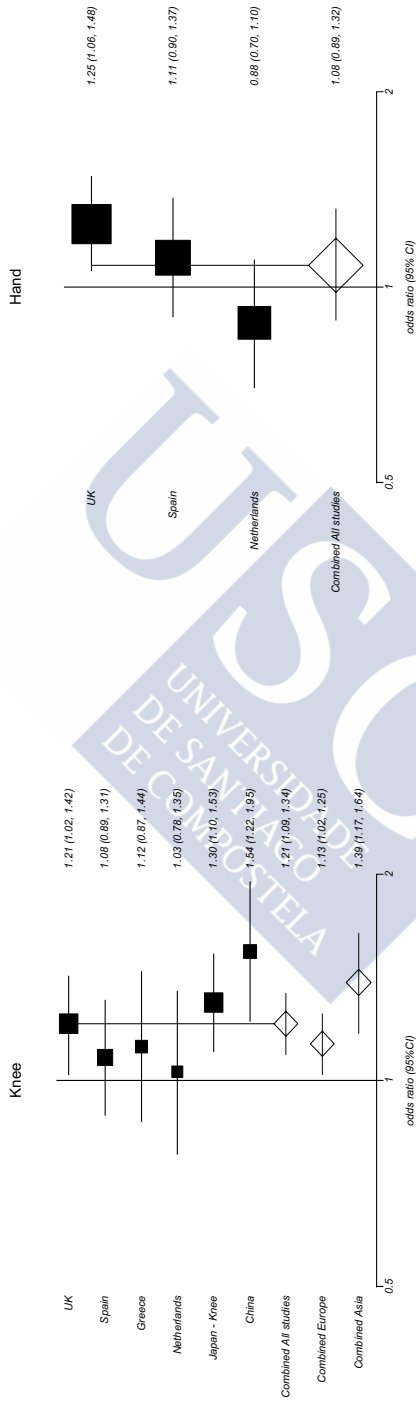 Knee
UK 1.21 (1.02, 1.42)
Spain 1.08 (0.89, 1.31)
Greece 1.12 (0.87, 1.44)
Netherlands 1.03 (0.78, 1.35)
Japan - Knee 1.30 (1.10, 1.53)
China 1.54 (1.22, 1.95)
Combined All studies 1.21 (1.09, 1.34)
Combined Europe 1.13 (1.02, 1.25)
Combined Asia 1.39 (1.17, 1.64)
0.5 1 2
odds ratio (95%CI)
Hand
UK 1.25 (1.06, 1.48)
Spain 1.11 (0.90, 1.37)
Netherlands 0.88 (0.70, 1.10)
Combined All studies 1.08 (0.89, 1.32)
0.5 1 2
odds ratio (95% CI)
USC
UNIVERSIDADE
DE SANTIAGO
DE COMPOSTELA